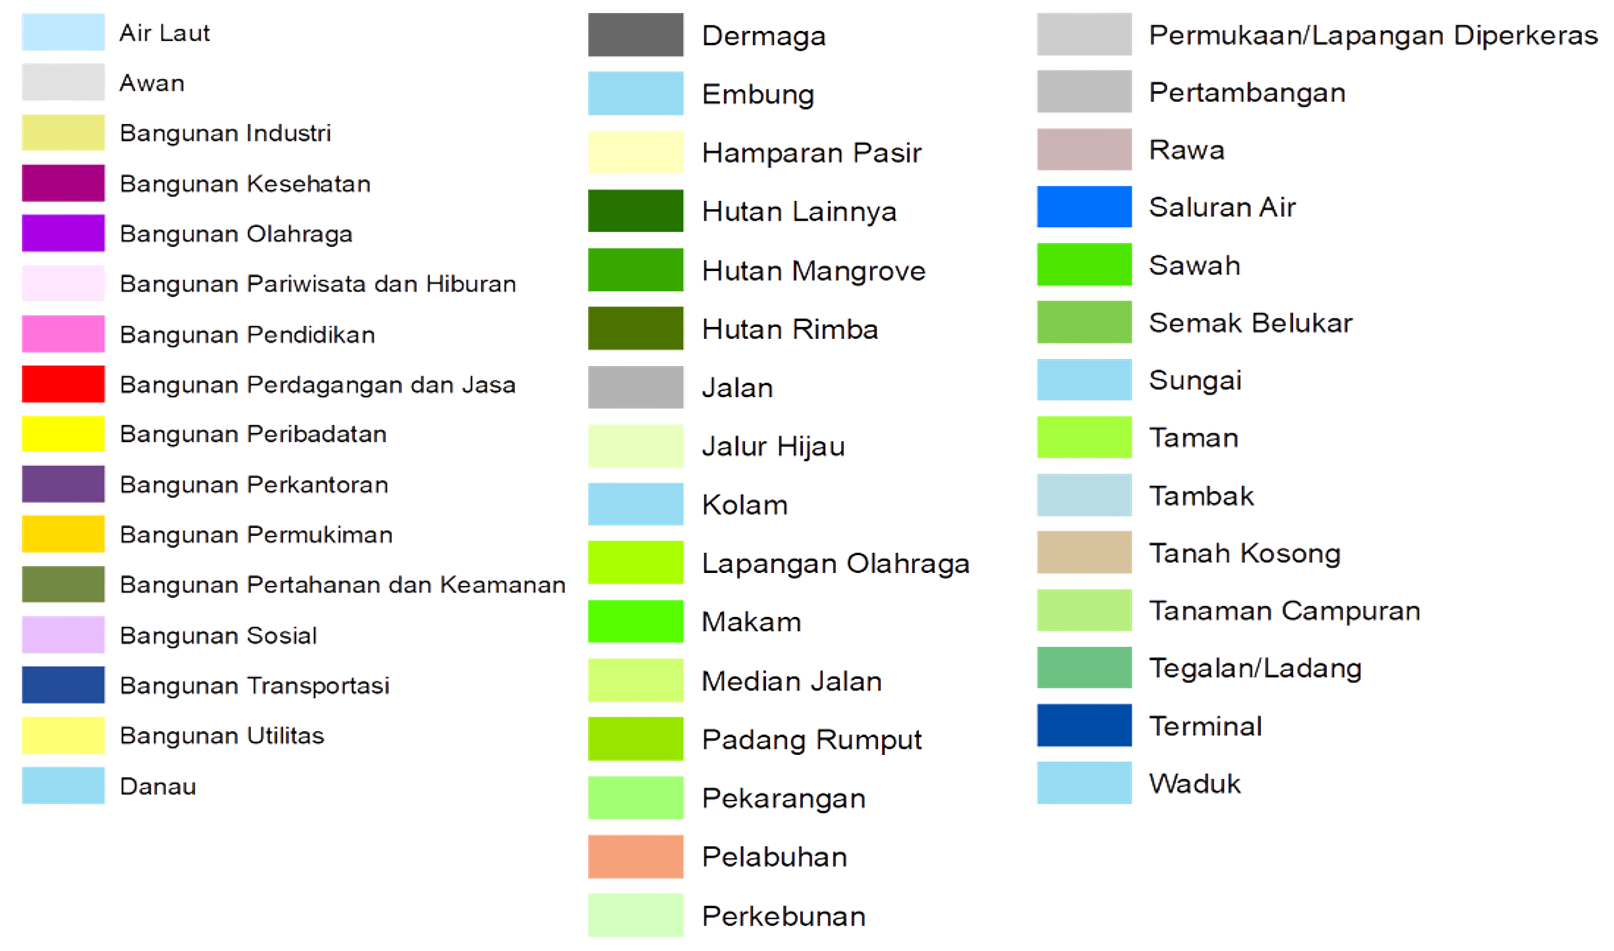 Air Laut
Awan
Bangunan Industri
Bangunan Kesehatan
Bangunan Olahraga
Bangunan Pariwisata dan Hiburan
Bangunan Pendidikan
Bangunan Perdagangan dan Jasa
Bangunan Peribadatan
Bangunan Perkantoran
Bangunan Permukiman
Bangunan Pertahanan dan Keamanan
Bangunan Sosial
Bangunan Transportasi
Bangunan Utilitas
Danau
Dermaga
Embung
Hamparan Pasir
Hutan Lainnya
Hutan Mangrove
Hutan Rimba
Jalan
Jalur Hijau
Kolam
Lapangan Olahraga
Makam
Median Jalan
Padang Rumput
Pekarangan
Pelabuhan
Perkebunan
Permukaan/Lapangan Diperkeras
Pertambangan
Rawa
Saluran Air
Sawah
Semak Belukar
Sungai
Taman
Tambak
Tanah Kosong
Tanaman Campuran
Tegalan/Ladang
Terminal
Waduk